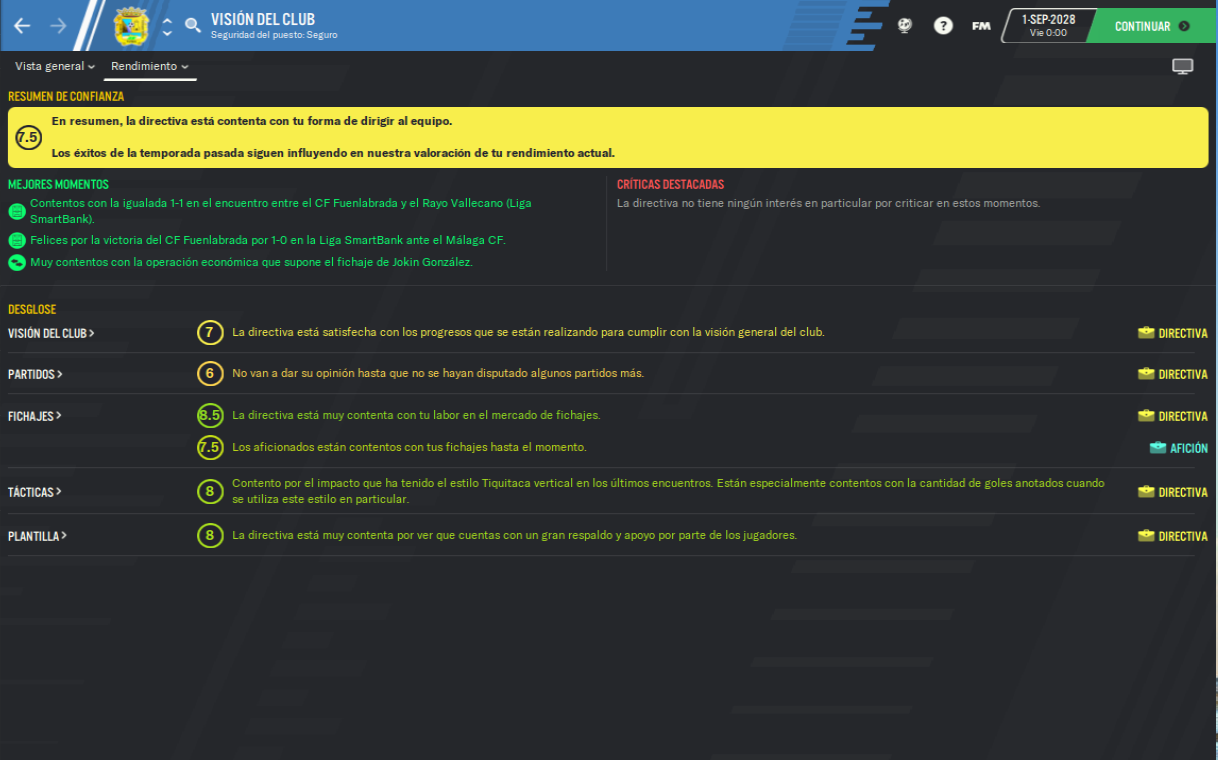 VISIÓN DEL CLUB
Seguridad del puesto: Seguro
?
FM
1-SEP-2028
Vie 0:00
CONTINUAR
Vista general
Rendimiento
RESUMEN DE CONFIANZA
7.5
En resumen, la directiva está contenta con tu forma de dirigir al equipo.
Los éxitos de la temporada pasada siguen influyendo en nuestra valoración de tu rendimiento actual.
MEJORES MOMENTOS
Contentos con la igualada 1-1 en el encuentro entre el CF Fuenlabrada y el Rayo Vallecano (Liga
SmartBank).
Felices por la victoria del CF Fuenlabrada por 1-0 en la Liga SmartBank ante el Málaga CF.
Muy contentos con la operación económica que supone el fichaje de Jokin González.
CRÍTICAS DESTACADAS
La directiva no tiene ningún interés en particular por criticar en estos momentos.
DESGLOSE
VISIÓN DEL CLUB > 7 La directiva está satisfecha con los progresos que se están realizando para cumplir con la visión general del club. DIRECTIVA
PARTIDOS > 6 No van a dar su opinión hasta que no se hayan disputado algunos partidos más. DIRECTIVA
FICHAJES > 8.5 La directiva está muy contenta con tu labor en el mercado de fichajes. DIRECTIVA
7.5 Los aficionados están contentos con tus fichajes hasta el momento. AFICIÓN
TÁCTICAS > 8 Contento por el impacto que ha tenido el estilo Tiquitaca vertical en los últimos encuentros. Están especialmente contentos con la cantidad de goles anotados cuando
se utiliza este estilo en particular. DIRECTIVA
PLANTILLA > 8 La directiva está muy contenta por ver que cuentas con un gran respaldo y apoyo por parte de los jugadores. DIRECTIVA